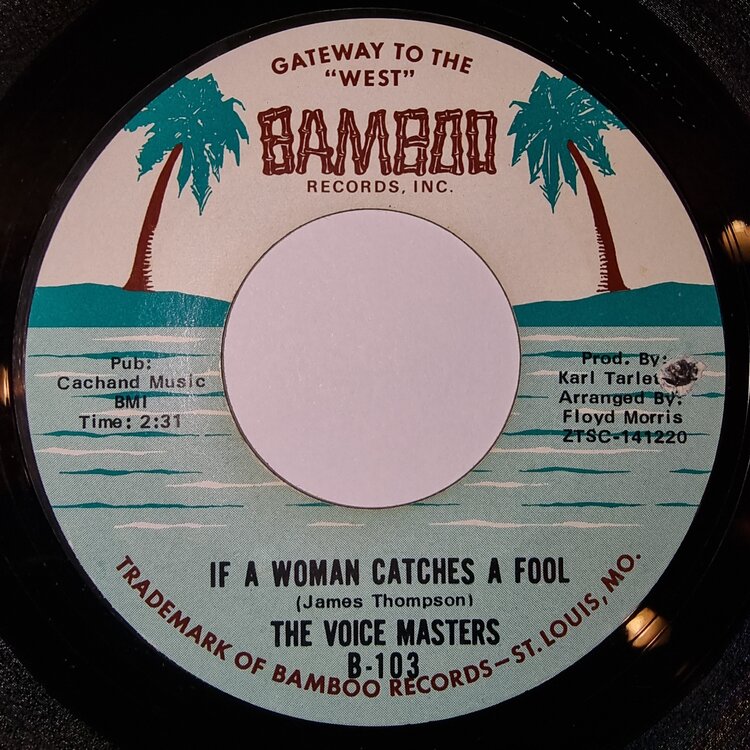 GATEWAY TO THE
"WEST"
BAMBOO
RECORDS, INC.
Pub:
Cachand Music
BMI
Time: 2:31
Prod. By:
Karl
Arranged By:
Floyd Morris
ZTSC-141220
IF A WOMAN CATCHES A FOOL
(James Thompson)
THE VOICE MASTERS
B-103
TRADEMARK OF BAMBOO RECORDS—ST. LOUIS, MO.